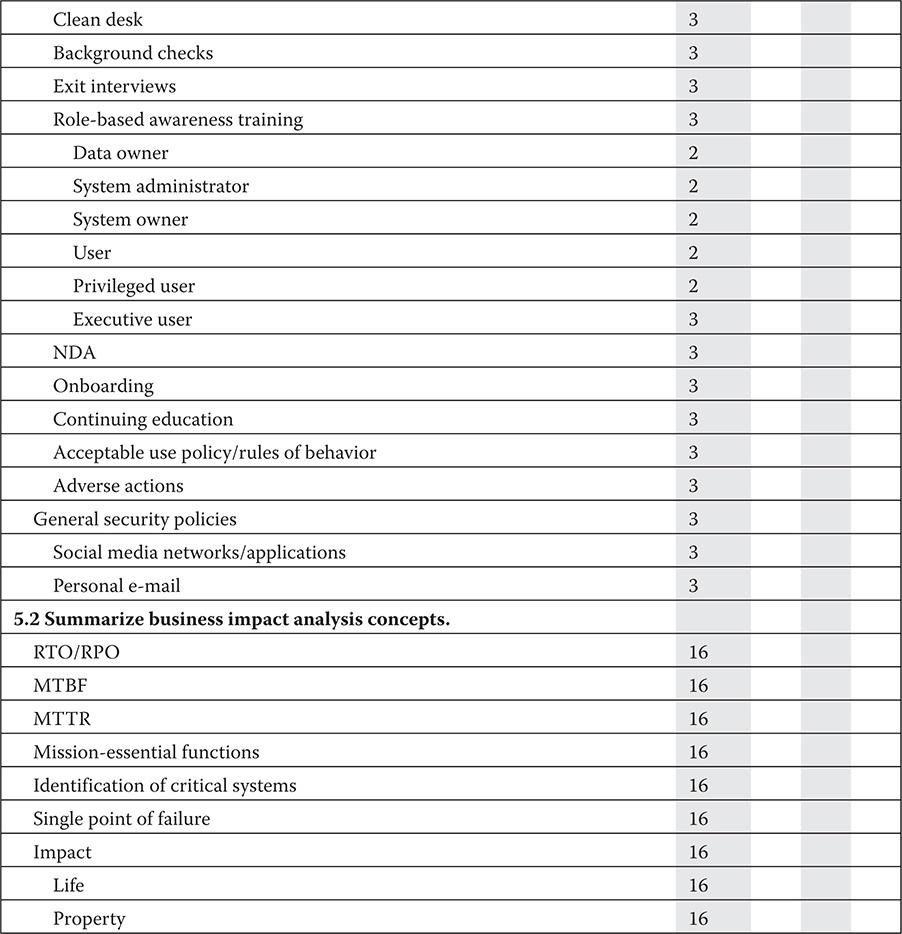 Clean desk 3
Background checks 3
Exit interviews 3
Role-based awareness training 3
Data owner 2
System administrator 2
System owner 2
User 2
Privileged user 2
Executive user 3
NDA 3
Onboarding 3
Continuing education 3
Acceptable use policy/rules of behavior 3
Adverse actions 3
General security policies 3
Social media networks/applications 3
Personal e-mail 3
5.2 Summarize business impact analysis concepts.
RTO/RPO 16
MTBF 16
MTTR 16
Mission-essential functions 16
Identification of critical systems 16
Single point of failure 16
Impact 16
Life 16
Property 16